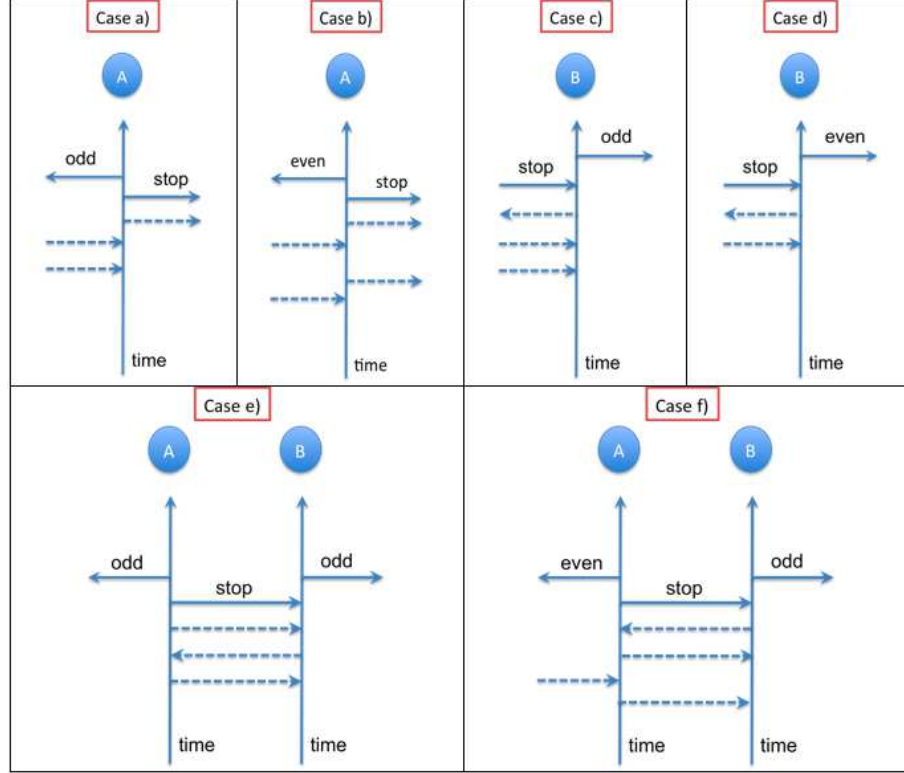 Case a)
A
odd
stop
time
Case b)
A
even
stop
time
Case c)
B
odd
stop
time
Case d)
B
even
stop
time
Case e)
A
B
odd
odd
stop
time
time
Case f)
A
B
even
odd
stop
time
time